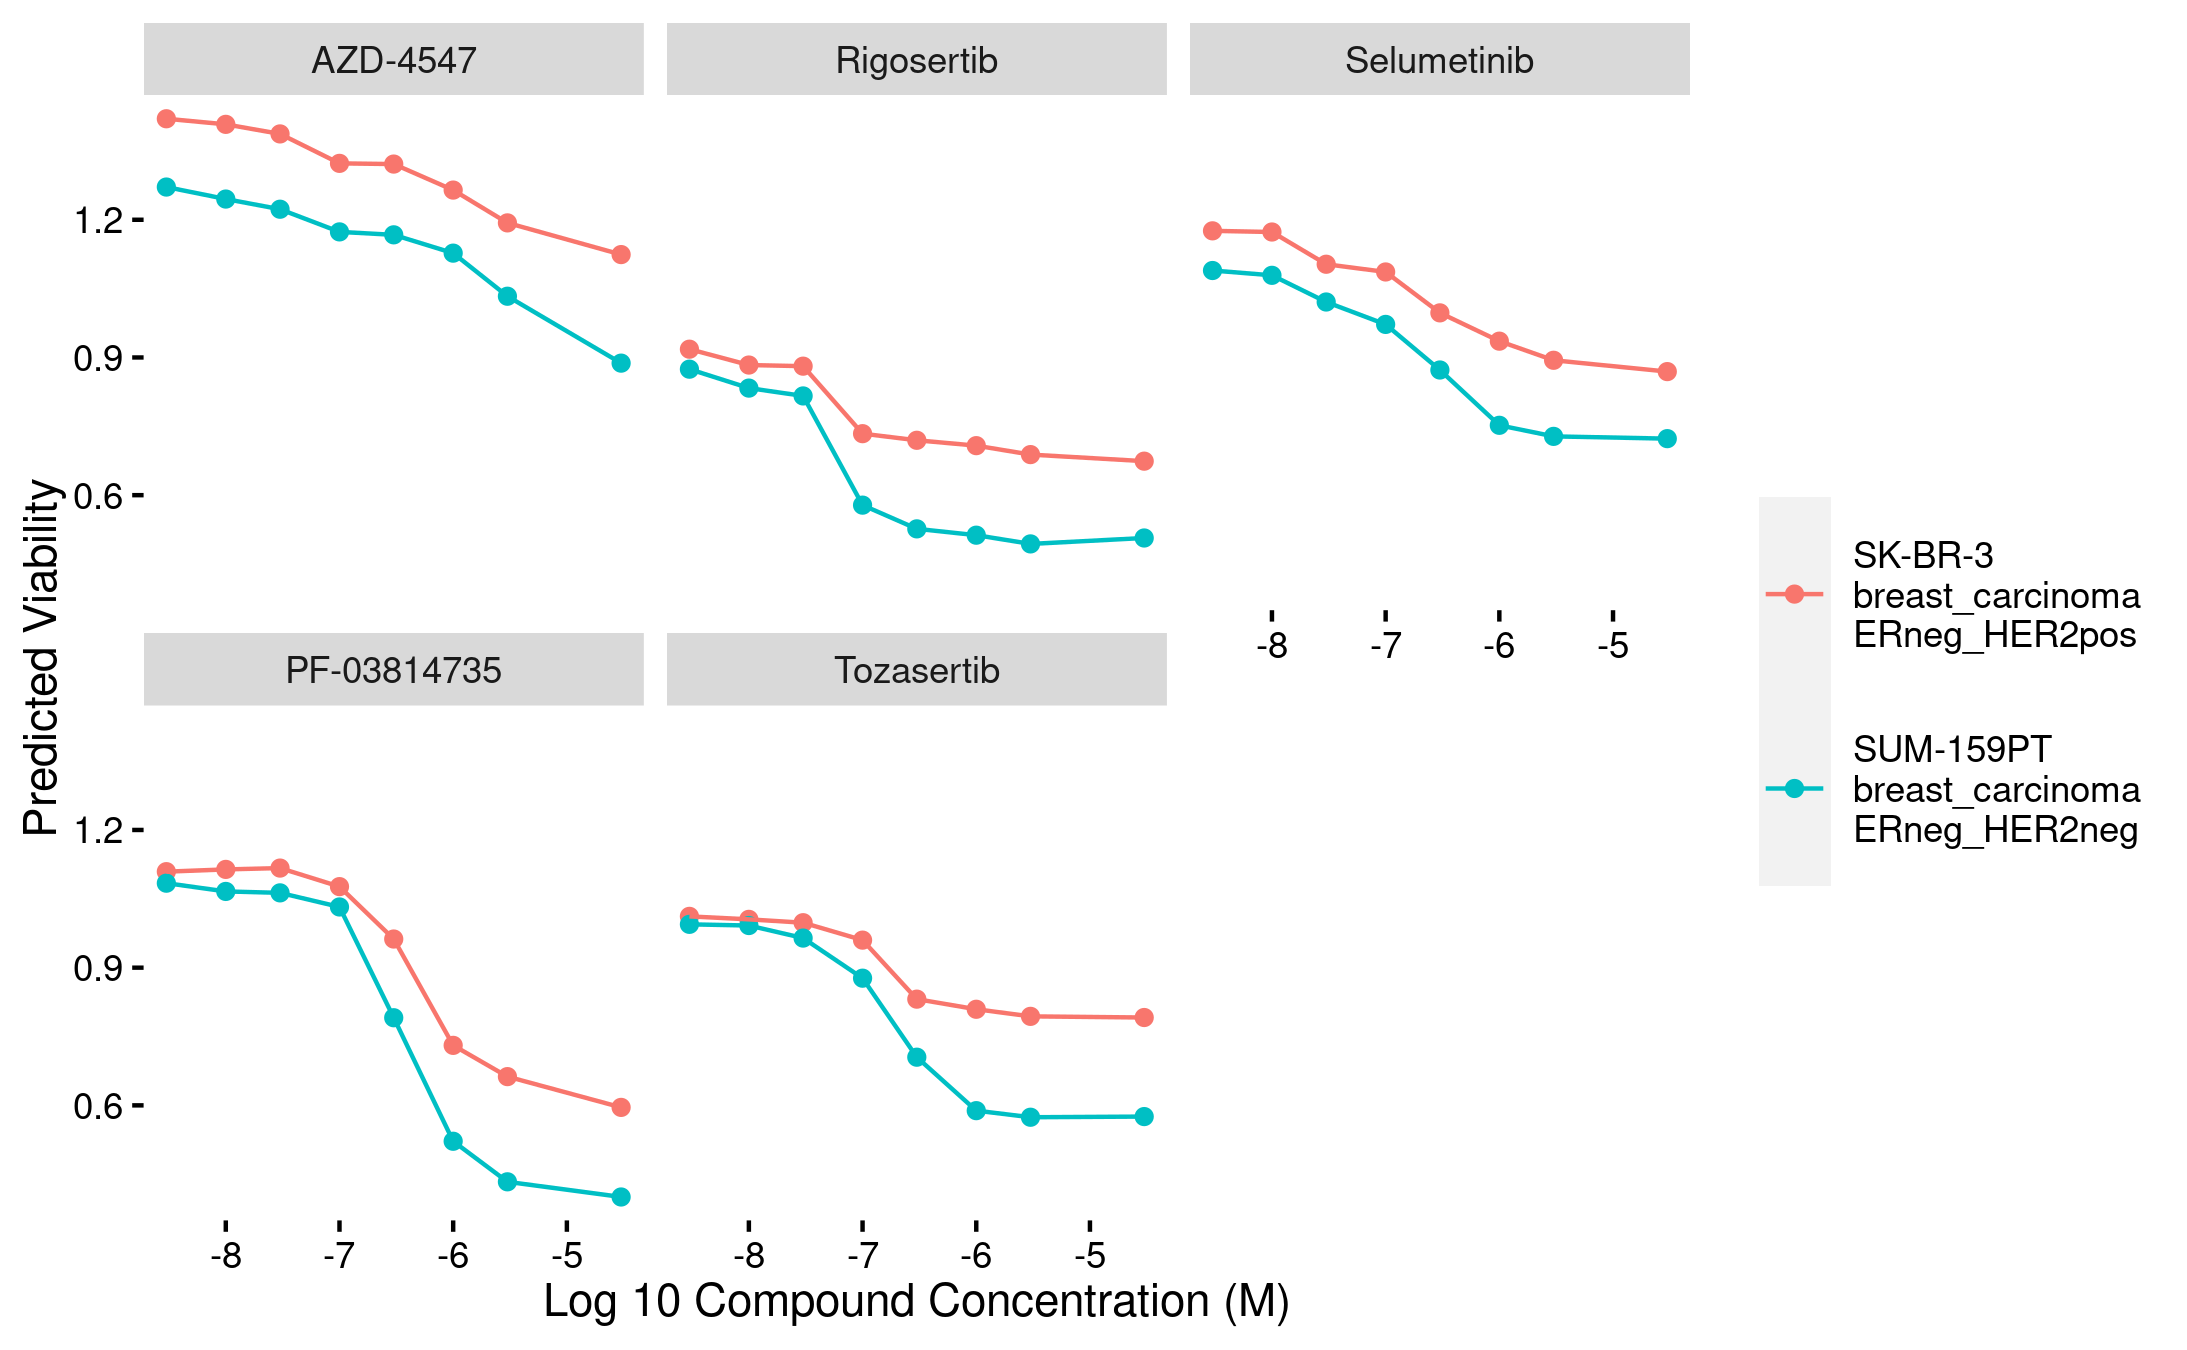 AZD-4547
Rigosertib
Selumetinib
1.2
0.9
0.6
-8 -7 -6 -5
PF-03814735
Tozasertib
1.2
0.9
0.6
-8 -7 -6 -5
-8 -7 -6 -5
Log 10 Compound Concentration (M)
Predicted Viability
SK-BR-3
breast_carcinoma
ERneg_HER2pos
SUM-159PT
breast_carcinoma
ERneg_HER2neg